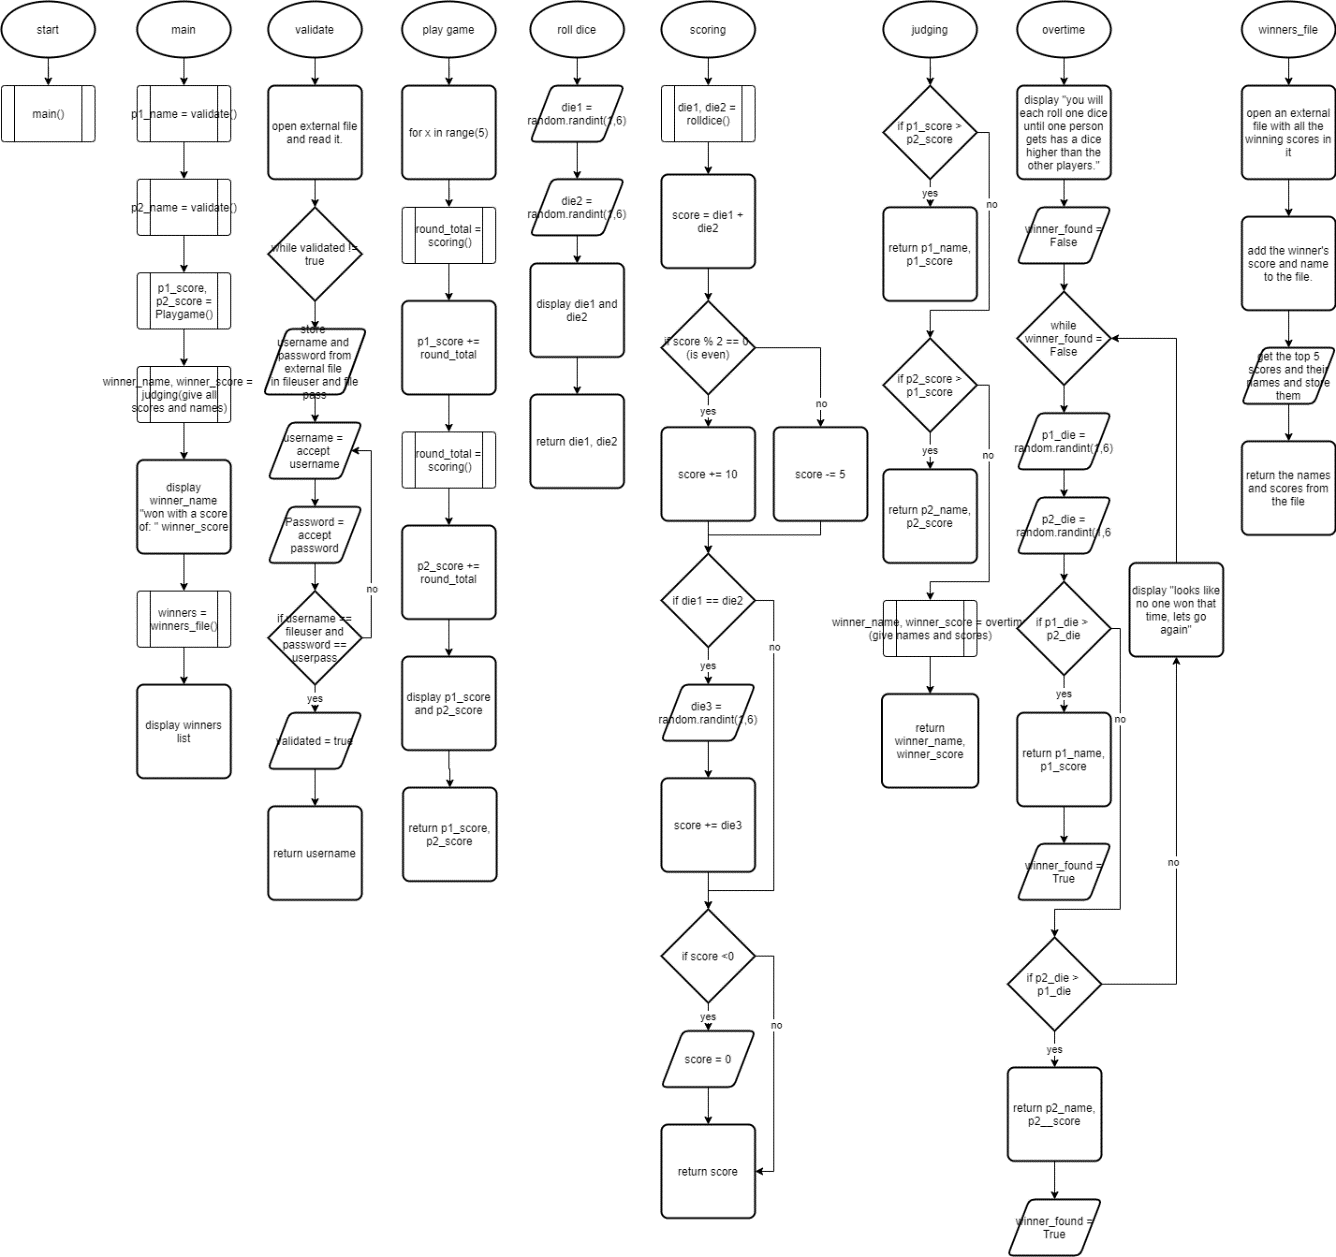 start
main()
main
p1_name = validate()
p2_name = validate()
p1_score,
p2_score =
Playgame()
winner_name, winner_score =
judging(give all
scores and names)
display
winner_name
"won with a score
of: " winner_score
winners =
winners_file()
display winners
list
validate
open external file
and read it.
while validated !=
true
store
username and
password from
external file
in fileuser and file
pass
username =
accept
username
Password =
accept
password
if username ==
fileuser and
password ==
userpass
no
yes
validated = true
return username
play game
for x in range(5)
round_total =
scoring()
p1_score +=
round_total
round_total =
scoring()
p2_score +=
round_total
display p1_score
and p2_score
return p1_score,
p2_score
roll dice
die1 =
random.randint(1,6)
die2 =
random.randint(1,6)
display die1 and
die2
return die1, die2
scoring
die1, die2 =
rolldice()
score = die1 +
die2
if score % 2 == 0
(is even)
yes
no
score += 10
score -= 5
if die1 == die2
no
yes
die3 =
random.randint(1,6)
score += die3
if score <0
yes
no
score = 0
return score
judging
if p1_score >
p2_score
yes
no
return p1_name,
p1_score
if p2_score >
p1_score
yes
no
return p2_name,
p2_score
winner_name, winner_score = overtim
(give names and scores)
return
winner_name,
winner_score
overtime
display "you will
each roll one dice
until one person
gets has a dice
higher than the
other players."
winner_found =
False
while
winner_found =
False
p1_die =
random.randint(1,6)
p2_die =
random.randint(1,6
if p1_die >
p2_die
yes
no
return p1_name,
p1_score
winner_found =
True
if p2_die >
p1_die
yes
no
display "looks like
no one won that
time, lets go
again"
return p2_name,
p2__score
winner_found =
True
winners_file
open an external
file with all the
winning scores in
it
add the winner's
score and name
to the file.
get the top 5
scores and their
names and store
them
return the names
and scores from
the file